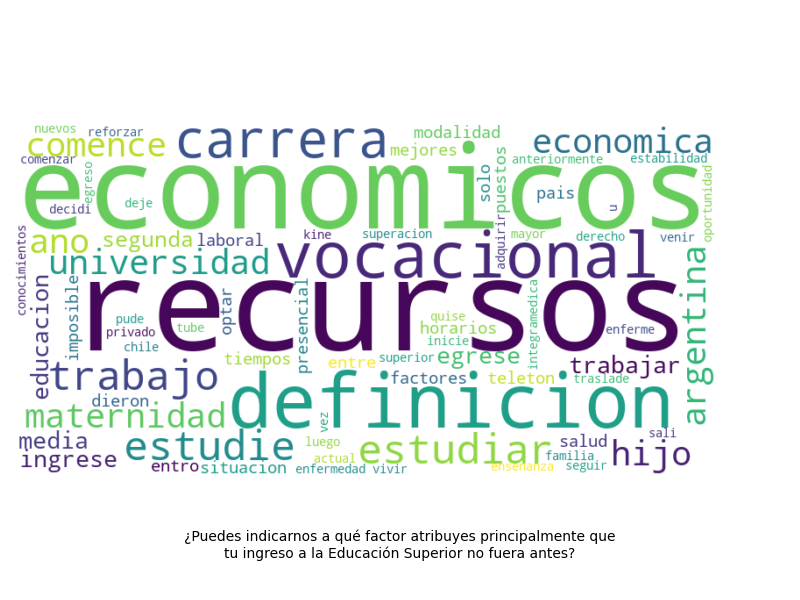 nuevos
reforzar
modalidad
comence
carrera
economica
mejores
comenzar
anteriormente
estabilidad
economicos
egreso
solo
puestos
pais
decidi
deje
u
oportunidad
ano
segunda
laboral
kine
superacion
adquirir
mayor
derecho
venir
conocimientos
universidad
vocacional
argentina
educacion
imposible
recursos
optar
presencial
integramedica
pude
privado
tube
chile
quise
horarios
inicie
enferme
tiempos
entre
superior
egrese
trabajar
trabajo
factores
teleton
traslade
dieron
maternidad
definicion
vez
media
estudie
luego
estudiar
salud
sali
hijo
ingrese
entro
situacion
actual
enfermedad
vivir
enseñanza
familia
seguir
¿Puedes indicarnos a qué factor atribuyes principalmente que
tu ingreso a la Educación Superior no fuera antes?